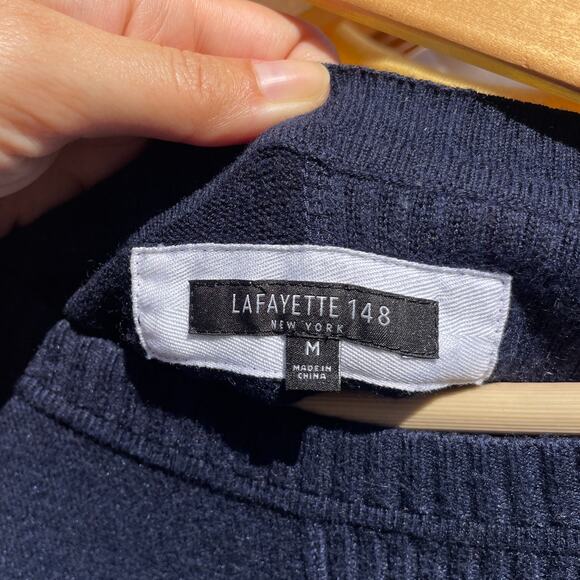 LAFAYETTE 148
NEW YORK
M
MADE IN
CHINA